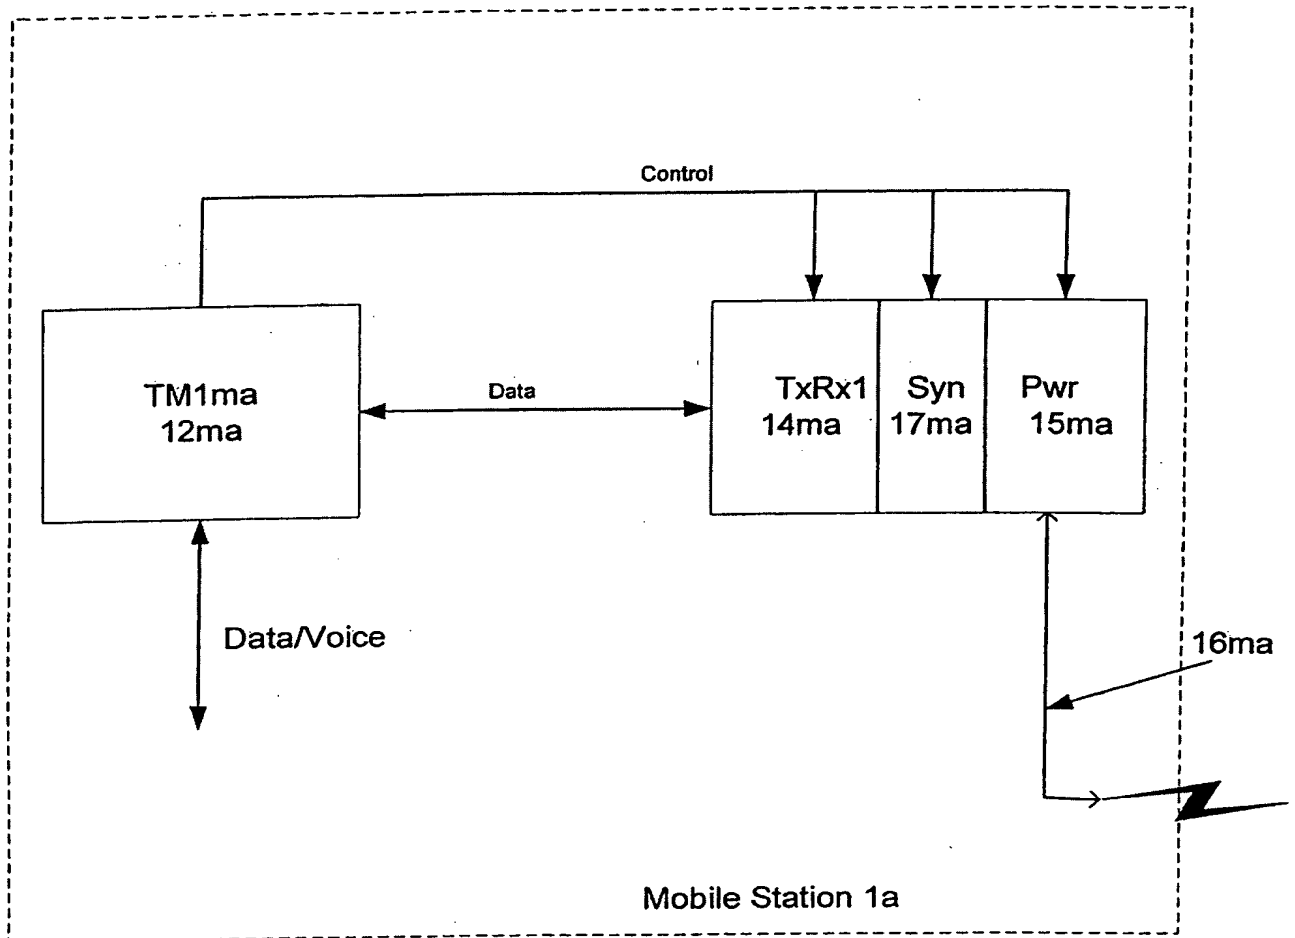 Control
TM1ma
12ma
Data
TxRx1
14ma
Syn
17ma
Pwr
15ma
Data/Voice
16ma
Mobile Station 1a